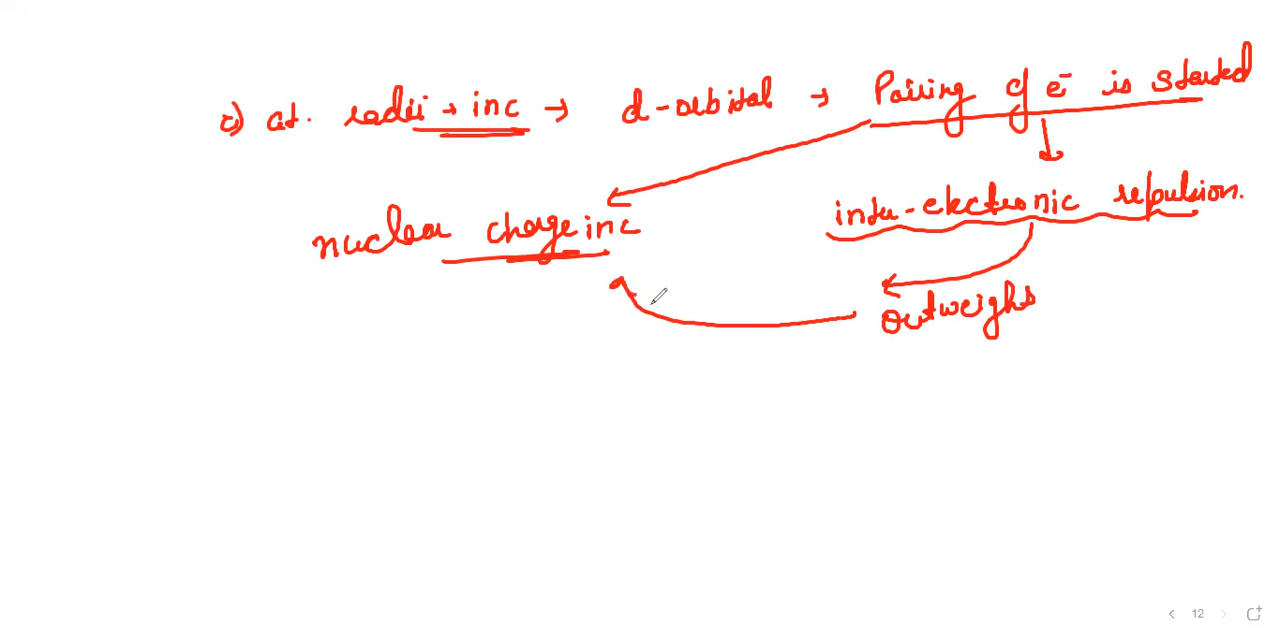 c) at. radii → inc → d-orbital → Pairing of e⁻ is started
nuclear charge inc
inter-electronic repulsion.
outweighs
12